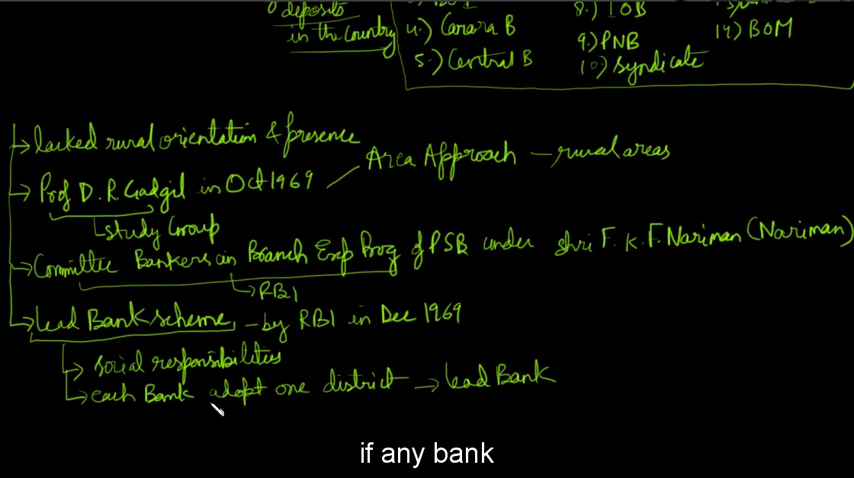 deposits
in the Country
4.) Canara B
5.) Central B
8.) IOB
9.) PNB
10.) Syndicate
14) BOM
lacked rural orientation & presence
Prof D. R. Gadgil in Oct 1969
Area Approach — rural areas
study Group
Committee Bankers on Branch Exp Prog of PSB under Shri F. K. F. Nariman (Nariman)
RBI
lead Bank scheme, - by RBI in Dec 1969
social responsibilities
each Bank adopt one district → lead Bank
if any bank